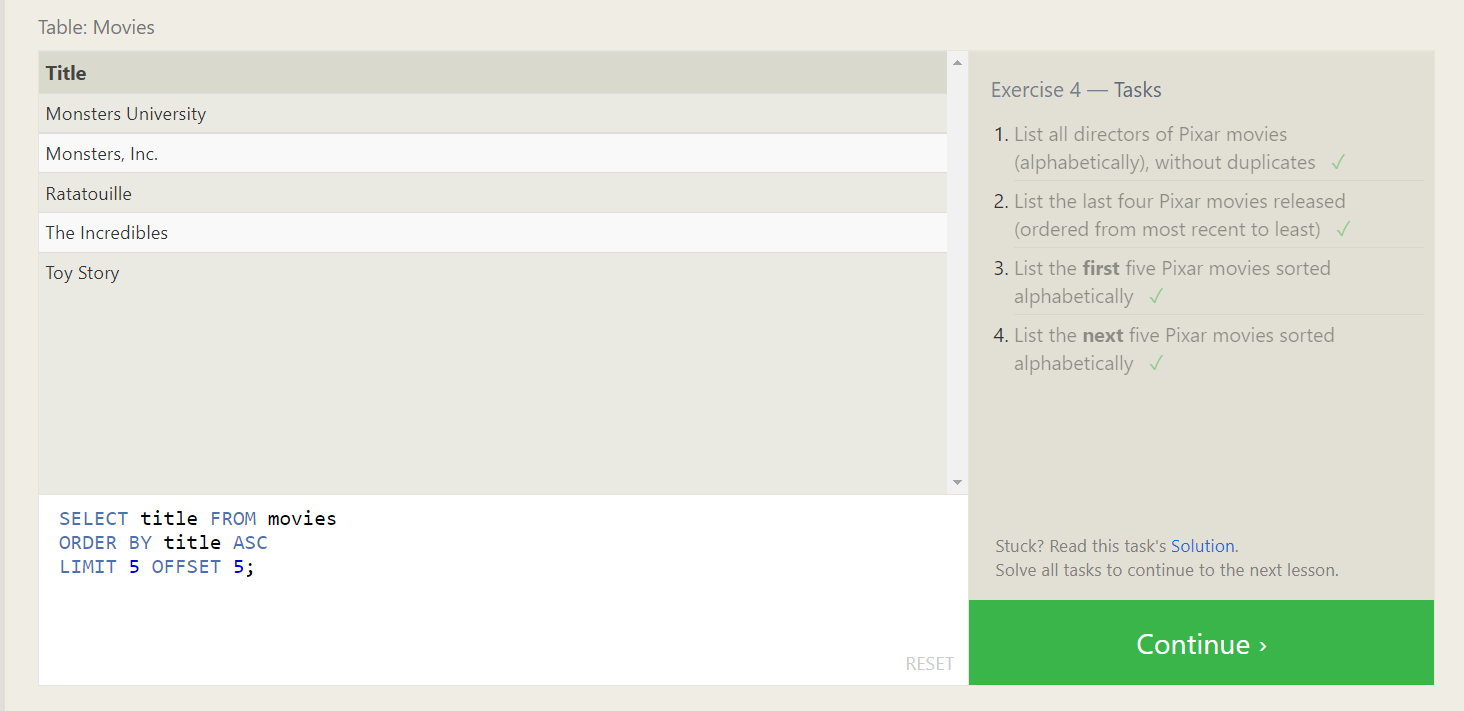 Table: Movies
Title
Monsters University
Monsters, Inc.
Ratatouille
The Incredibles
Toy Story
SELECT title FROM movies
ORDER BY title ASC
LIMIT 5 OFFSET 5;
RESET
Exercise 4 — Tasks
1. List all directors of Pixar movies
(alphabetically), without duplicates ✓
2. List the last four Pixar movies released
(ordered from most recent to least) ✓
3. List the first five Pixar movies sorted
alphabetically ✓
4. List the next five Pixar movies sorted
alphabetically ✓
Stuck? Read this task's Solution.
Solve all tasks to continue to the next lesson.
Continue ›